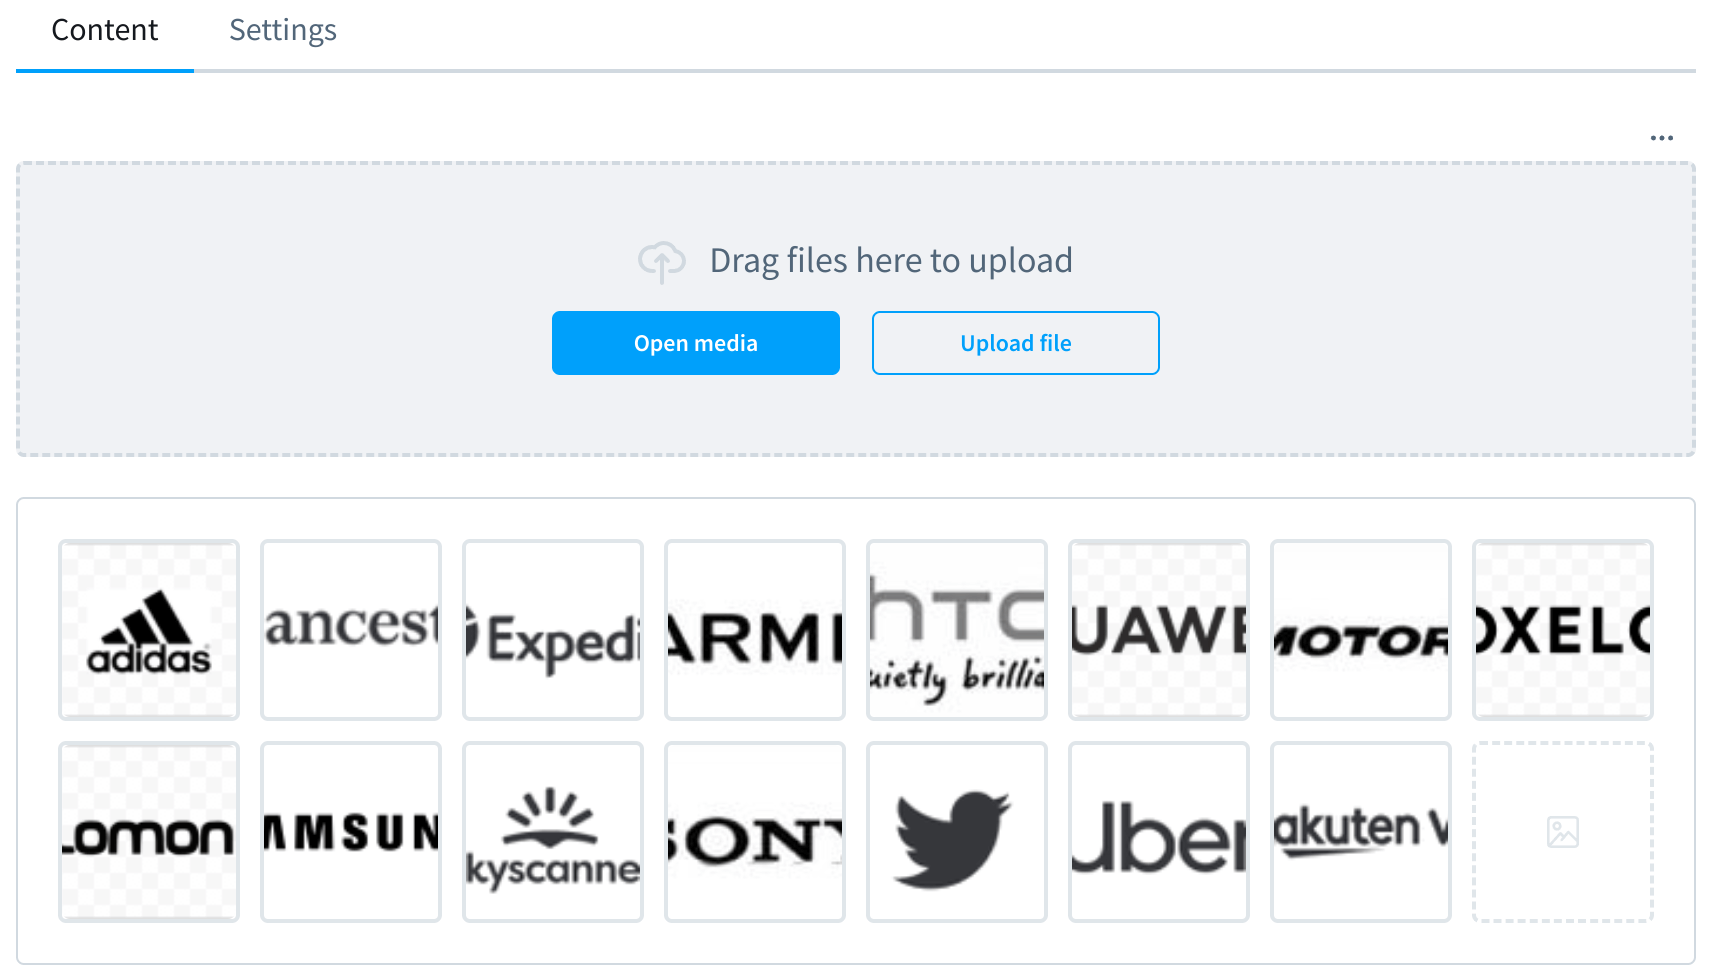 Content
Settings
Drag files here to upload
Open media
Upload file
adidas
ancest
Expedi
ARMI
hTC
uietly brillia
UAWE
MOTOR
OXELO
LOMON
AMSUN
kyscanne
SONY
Uber
akuten V